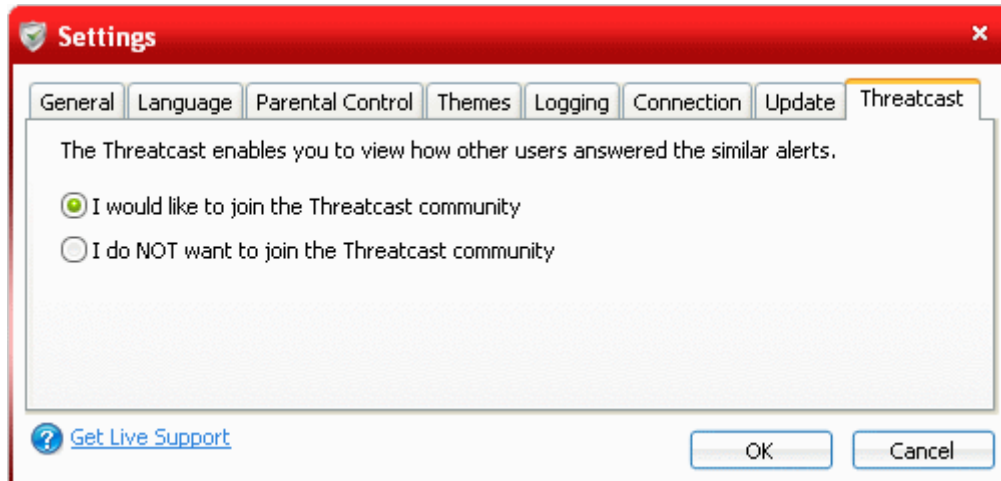 Settings
General Language Parental Control Themes Logging Connection Update Threatcast
The Threatcast enables you to view how other users answered the similar alerts.
I would like to join the Threatcast community
I do NOT want to join the Threatcast community
Get Live Support
OK Cancel